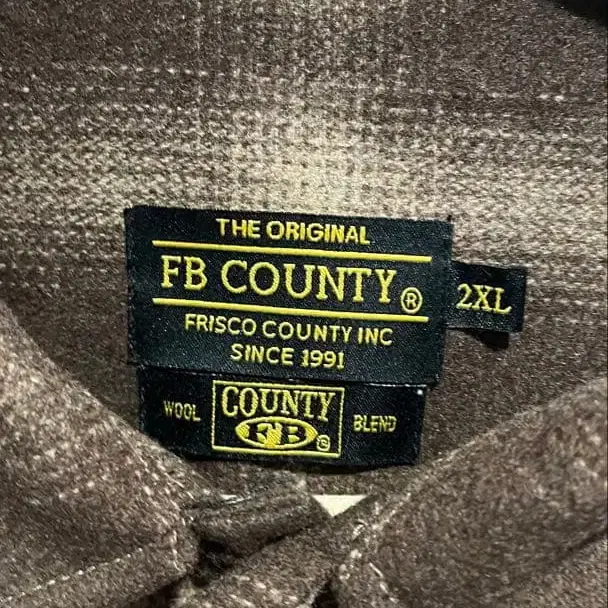 THE ORIGINAL
FB COUNTY®
2XL
FRISCO COUNTY INC
SINCE 1991
WOOL
COUNTY
FB®
BLEND